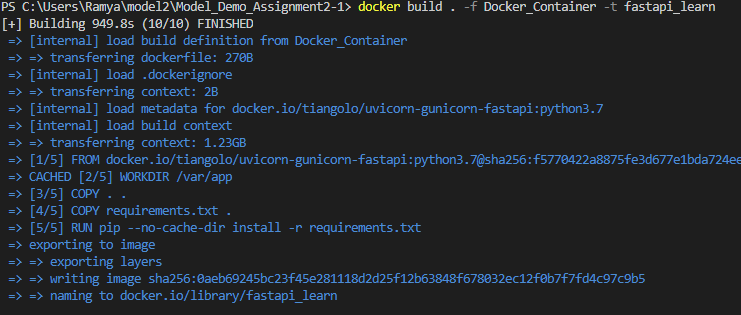 PS C:\Users\Ramya\model2\Model_Demo_Assignment2-1> docker build . -f Docker_Container -t fastapi_learn
[+] Building 949.8s (10/10) FINISHED
=> [internal] load build definition from Docker_Container
=> => transferring dockerfile: 270B
=> [internal] load .dockerignore
=> => transferring context: 2B
=> [internal] load metadata for docker.io/tiangolo/uvicorn-gunicorn-fastapi:python3.7
=> [internal] load build context
=> => transferring context: 1.23GB
=> [1/5] FROM docker.io/tiangolo/uvicorn-gunicorn-fastapi:python3.7@sha256:f5770422a8875fe3d677e1bda724ee
=> CACHED [2/5] WORKDIR /var/app
=> [3/5] COPY . .
=> [4/5] COPY requirements.txt .
=> [5/5] RUN pip --no-cache-dir install -r requirements.txt
=> exporting to image
=> => exporting layers
=> => writing image sha256:0aeb69245bc23f45e281118d2d25f12b63848f678032ec12f0b7f7fd4c97c9b5
=> => naming to docker.io/library/fastapi_learn